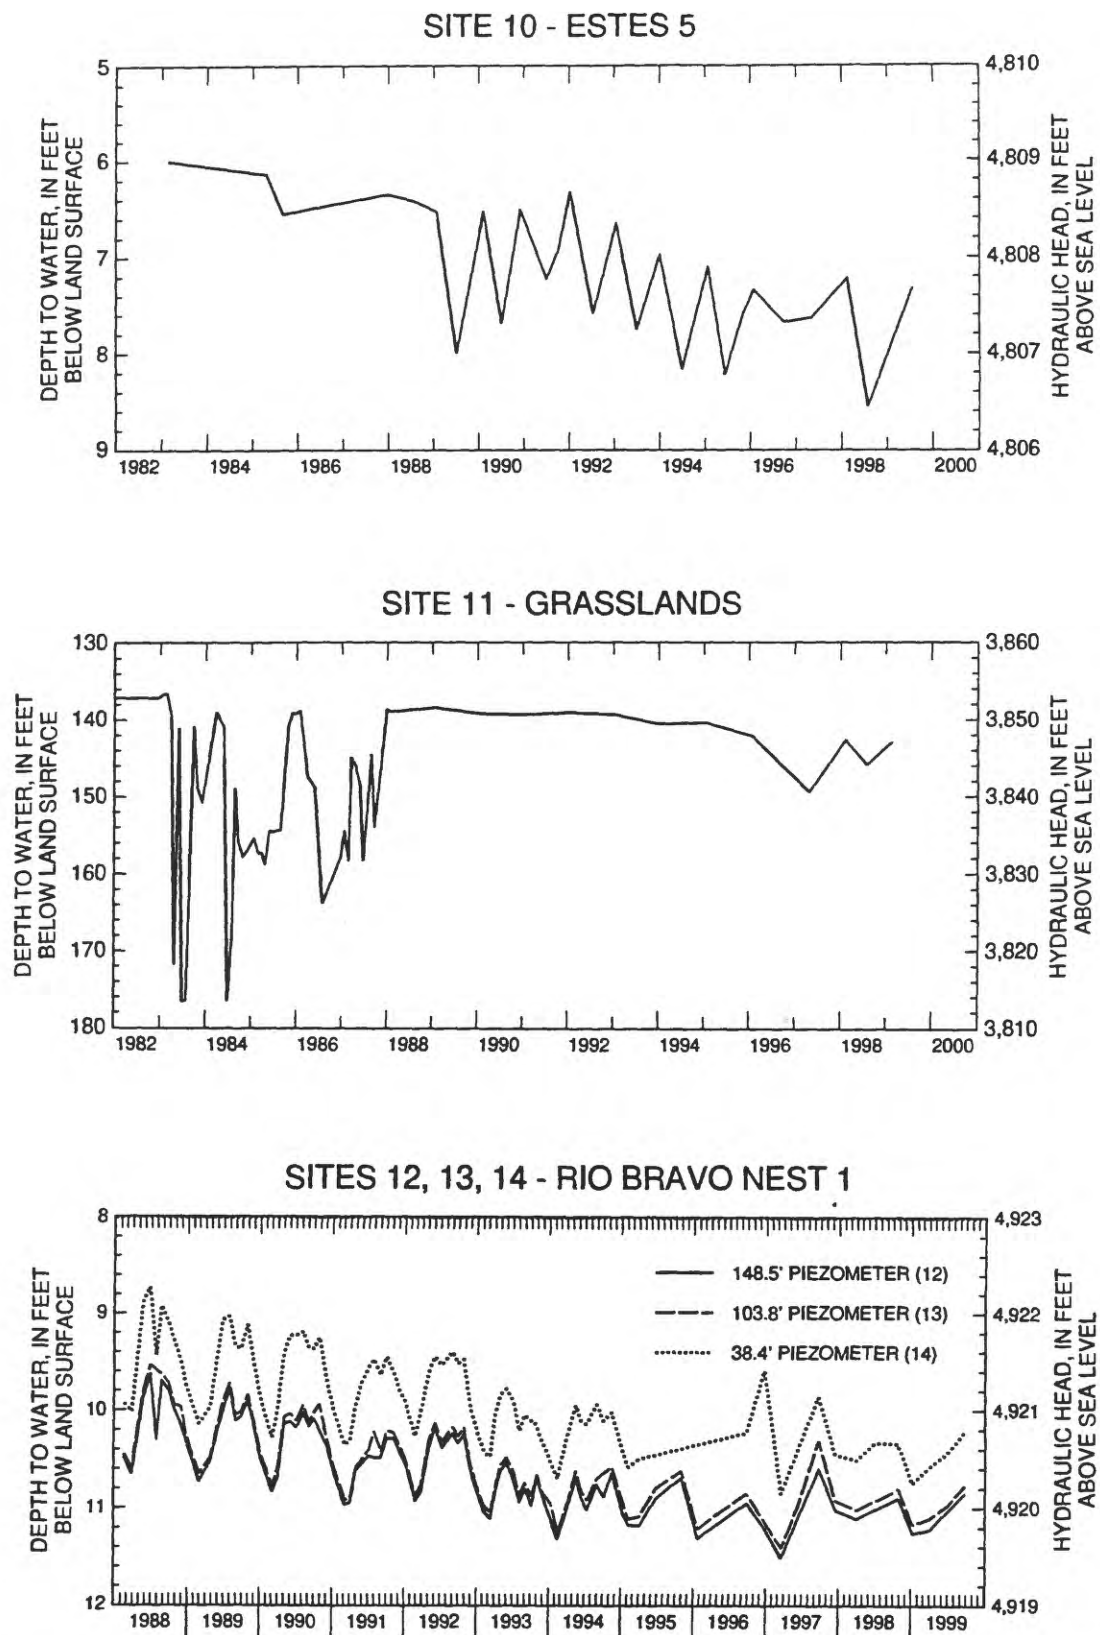 SITE 10 - ESTES 5
DEPTH TO WATER, IN FEET
BELOW LAND SURFACE
5
6
7
8
9
4,810
4,809
4,808
4,807
4,806
HYDRAULIC HEAD, IN FEET
ABOVE SEA LEVEL
1982 1984 1986 1988 1990 1992 1994 1996 1998 2000
SITE 11 - GRASSLANDS
DEPTH TO WATER, IN FEET
BELOW LAND SURFACE
130
140
150
160
170
180
3,860
3,850
3,840
3,830
3,820
3,810
HYDRAULIC HEAD, IN FEET
ABOVE SEA LEVEL
1982 1984 1986 1988 1990 1992 1994 1996 1998 2000
SITES 12, 13, 14 - RIO BRAVO NEST 1
DEPTH TO WATER, IN FEET
BELOW LAND SURFACE
8
9
10
11
12
148.5' PIEZOMETER (12)
103.8' PIEZOMETER (13)
38.4' PIEZOMETER (14)
4,923
4,922
4,921
4,920
4,919
HYDRAULIC HEAD, IN FEET
ABOVE SEA LEVEL
1988 1989 1990 1991 1992 1993 1994 1995 1996 1997 1998 1999